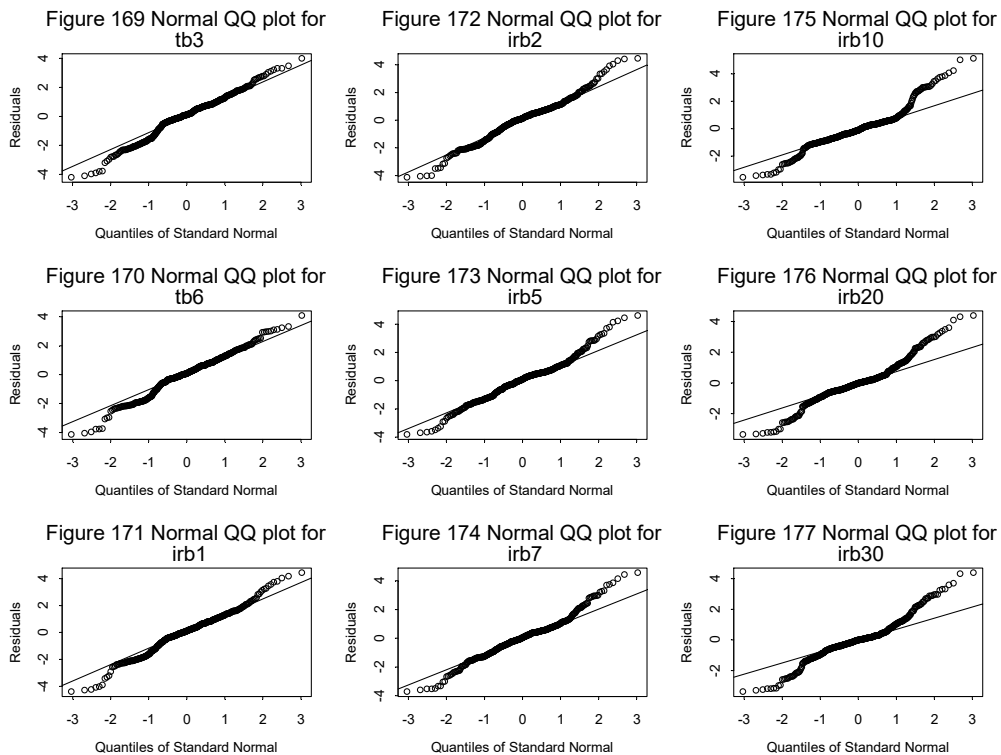 Figure 169 Normal QQ plot for
tb3
4
2
0
-2
-4
Residuals
-3 -2 -1 0 1 2 3
Quantiles of Standard Normal
Figure 172 Normal QQ plot for
irb2
4
2
0
-2
-4
Residuals
-3 -2 -1 0 1 2 3
Quantiles of Standard Normal
Figure 175 Normal QQ plot for
irb10
4
2
0
-2
Residuals
-3 -2 -1 0 1 2 3
Quantiles of Standard Normal
Figure 170 Normal QQ plot for
tb6
4
2
0
-2
-4
Residuals
-3 -2 -1 0 1 2 3
Quantiles of Standard Normal
Figure 173 Normal QQ plot for
irb5
4
2
0
-2
-4
Residuals
-3 -2 -1 0 1 2 3
Quantiles of Standard Normal
Figure 176 Normal QQ plot for
irb20
4
2
0
-2
Residuals
-3 -2 -1 0 1 2 3
Quantiles of Standard Normal
Figure 171 Normal QQ plot for
irb1
4
2
0
-2
-4
Residuals
-3 -2 -1 0 1 2 3
Quantiles of Standard Normal
Figure 174 Normal QQ plot for
irb7
4
2
0
-2
-4
Residuals
-3 -2 -1 0 1 2 3
Quantiles of Standard Normal
Figure 177 Normal QQ plot for
irb30
4
2
0
-2
Residuals
-3 -2 -1 0 1 2 3
Quantiles of Standard Normal